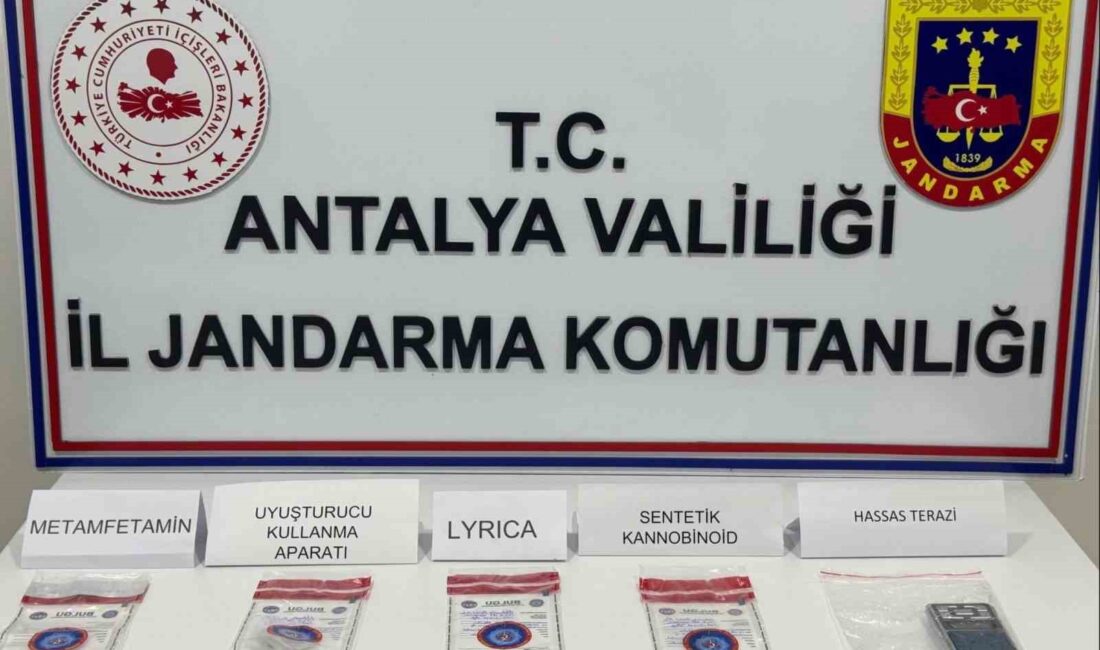 TÜRKİYE CUMHURİYETİ İÇİŞLERİ BAKANLIĞI
1839
JANDARMA
T.C.
ANTALYA VALİLİĞİ
İL JANDARMA KOMUTANLIĞI
METAMFETAMİN
UYUŞTURUCU
KULLANMA
APARATI
LYRICA
SENTETİK
KANNOBİNOİD
HASSAS TERAZİ